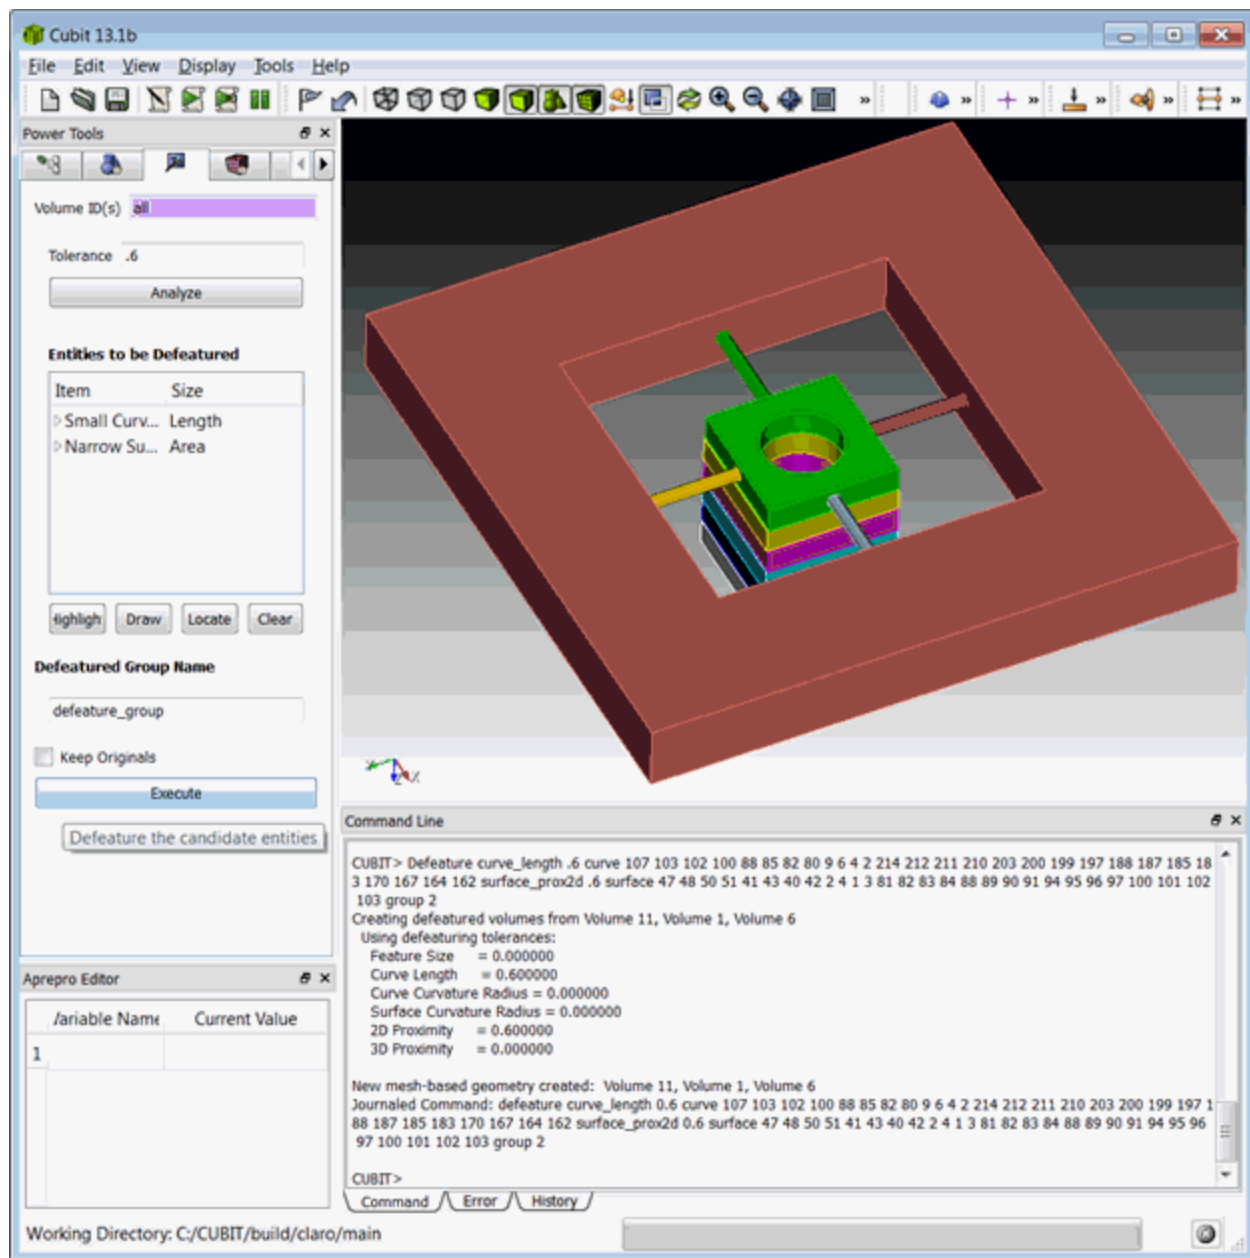 Cubit 13.1b
File Edit View Display Tools Help
Power Tools
Volume ID(s) all
Tolerance .6
Analyze
Entities to be Defeatured
Item Size
Small Curv... Length
Narrow Su... Area
Highligh Draw Locate Clear
Defeatured Group Name
defeature_group
Keep Originals
Execute
Defeature the candidate entities
Aprepro Editor
Variable Name Current Value
1
X
Command Line
CUBIT> Defeature curve_length .6 curve 107 103 102 100 88 85 82 80 9 6 4 2 214 212 211 210 203 200 199 197 188 187 185 18
3 170 167 164 162 surface_prox2d .6 surface 47 48 50 51 41 43 40 42 2 4 1 3 81 82 83 84 88 89 90 91 94 95 96 97 100 101 102
103 group 2
Creating defeatured volumes from Volume 11, Volume 1, Volume 6
Using defeaturing tolerances:
Feature Size = 0.000000
Curve Length = 0.600000
Curve Curvature Radius = 0.000000
Surface Curvature Radius = 0.000000
2D Proximity = 0.600000
3D Proximity = 0.000000
New mesh-based geometry created: Volume 11, Volume 1, Volume 6
Journaled Command: defeature curve_length 0.6 curve 107 103 102 100 88 85 82 80 9 6 4 2 214 212 211 210 203 200 199 197 1
88 187 185 183 170 167 164 162 surface_prox2d 0.6 surface 47 48 50 51 41 43 40 42 2 4 1 3 81 82 83 84 88 89 90 91 94 95 96
97 100 101 102 103 group 2
CUBIT>
Command Error History
Working Directory: C:/CUBIT/build/claro/main